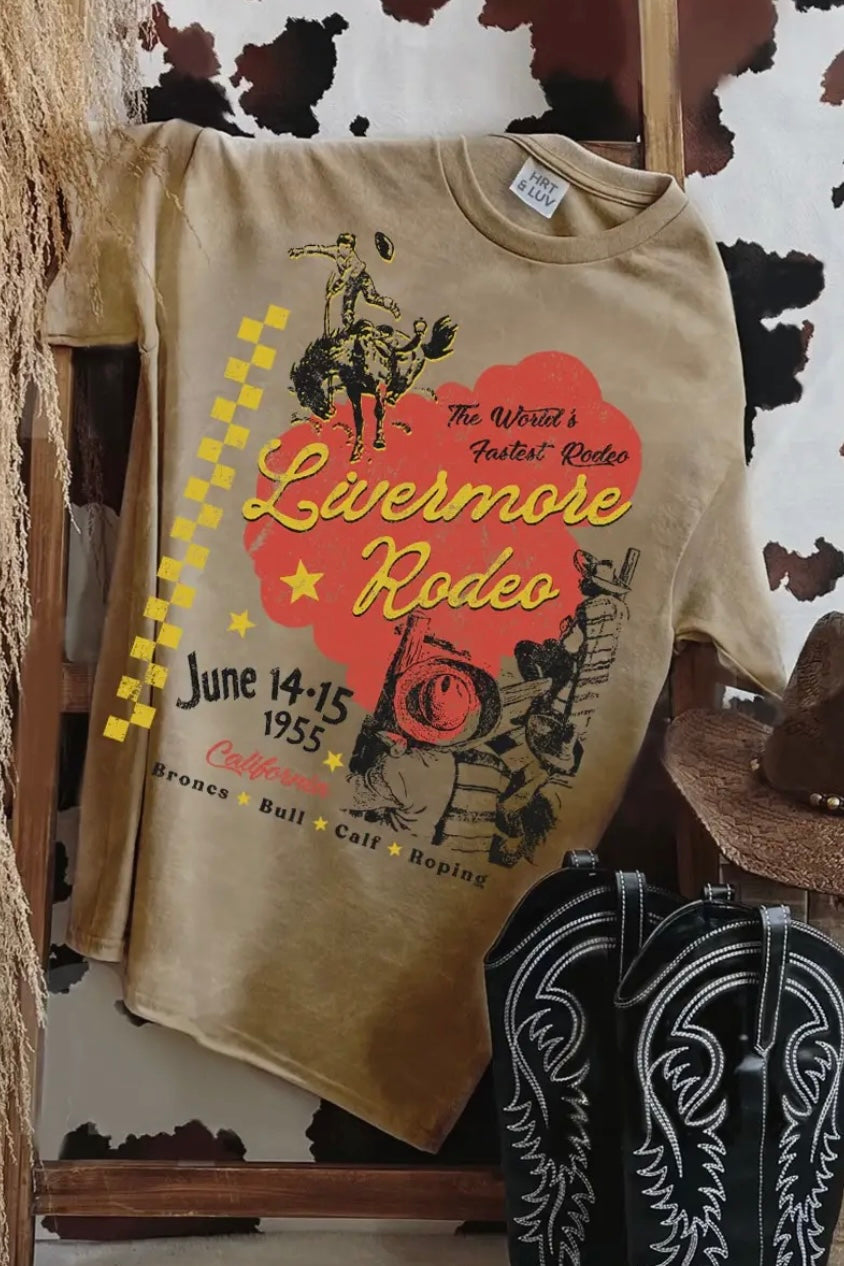 HRT
& LUV
The World's
Fastest Rodeo
Livermore
Rodeo
June 14·15
1955
California
Broncs ★ Bull ★ Calf ★ Roping